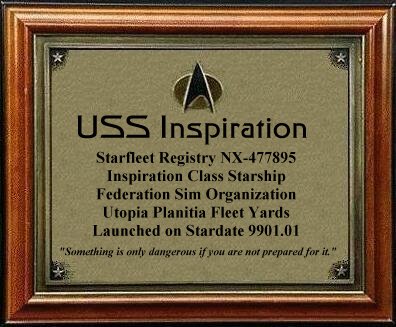 USS Inspiration
Starfleet Registry NX-477895
Inspiration Class Starship
Federation Sim Organization
Utopia Planitia Fleet Yards
Launched on Stardate 9901.01
"Something is only dangerous if you are not prepared for it."